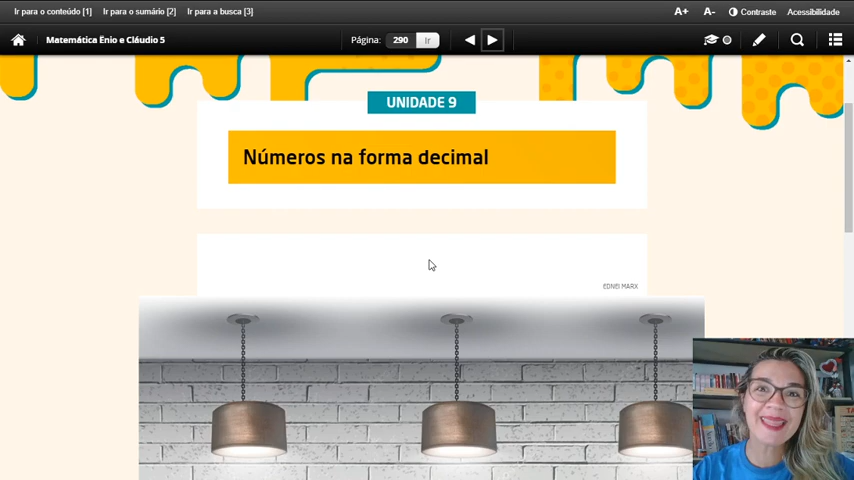 Ir para o conteúdo [1] Ir para o sumário [2] Ir para a busca [3] A+ A- Contraste Acessibilidade
Matemática Ênio e Cláudio 5 Página: 290 Ir
UNIDADE 9
Números na forma decimal
EDNEI MARX